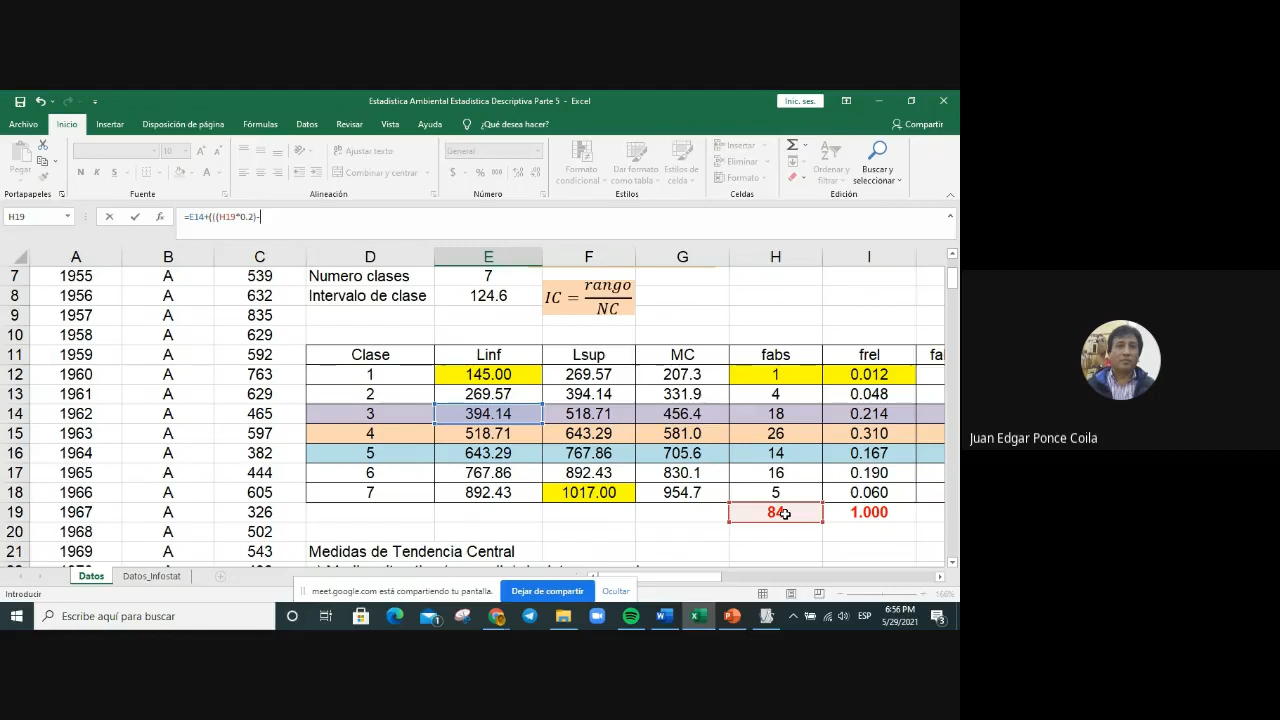 Estadistica Ambiental Estadistica Descriptiva Parte 5 - Excel
Inic. ses.
Archivo Inicio Insertar Disposición de página Fórmulas Datos Revisar Vista Ayuda ¿Qué desea hacer? Compartir
Pegar
10
N K S
Ajustar texto
Combinar y centrar
General
$ % 000
Formato condicional
Dar formato como tabla
Estilos de celda
Insertar
Eliminar
Formato
Ordenar y filtrar
Buscar y seleccionar
Portapapeles Fuente Alineación Número Estilos Celdas Edición
H19 fx =E14+(((H19*0.2)-
A B C D E F G H I
7 1955 A 539 Numero clases 7
8 1956 A 632 Intervalo de clase 124.6 IC = rango / NC
9 1957 A 835
10 1958 A 629
11 1959 A 592 Clase Linf Lsup MC fabs frel
12 1960 A 763 1 145.00 269.57 207.3 1 0.012
13 1961 A 629 2 269.57 394.14 331.9 4 0.048
14 1962 A 465 3 394.14 518.71 456.4 18 0.214
15 1963 A 597 4 518.71 643.29 581.0 26 0.310
16 1964 A 382 5 643.29 767.86 705.6 14 0.167
17 1965 A 444 6 767.86 892.43 830.1 16 0.190
18 1966 A 605 7 892.43 1017.00 954.7 5 0.060
19 1967 A 326 84 1.000
20 1968 A 502
21 1969 A 543 Medidas de Tendencia Central
Datos Datos_Infostat
Introducir
meet.google.com está compartiendo tu pantalla. Dejar de compartir Ocultar
166%
Escribe aquí para buscar
ESP
6:56 PM
5/29/2021
Juan Edgar Ponce Coila